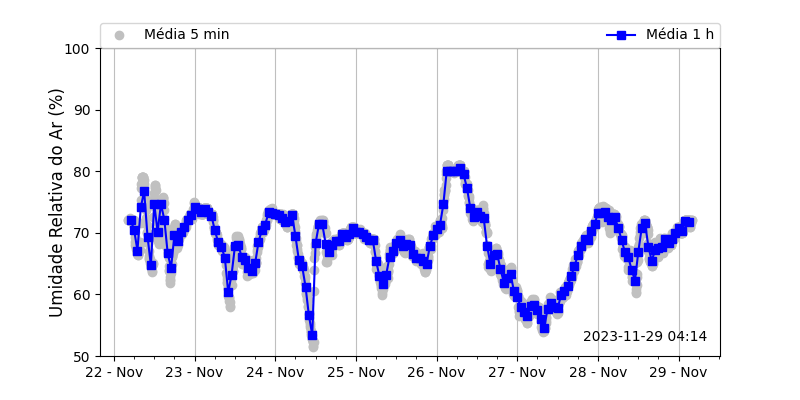 Média 5 min
Média 1 h
Umidade Relativa do Ar (%)
100
90
80
70
60
50
2023-11-29 04:14
22 - Nov
23 - Nov
24 - Nov
25 - Nov
26 - Nov
27 - Nov
28 - Nov
29 - Nov